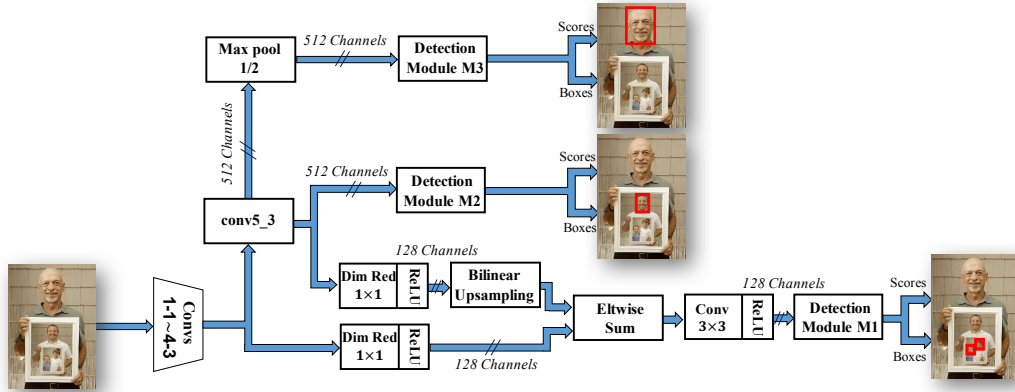 512 Channels
Max pool
1/2
Detection
Module M3
Scores
Boxes
512 Channels
512 Channels
conv5_3
Detection
Module M2
Scores
Boxes
128 Channels
Dim Red
1×1
ReLU
Bilinear
Upsampling
Convs
1-1~4-3
Dim Red
1×1
ReLU
128 Channels
Eltwise
Sum
Conv
3×3
ReLU
128 Channels
Detection
Module M1
Scores
Boxes